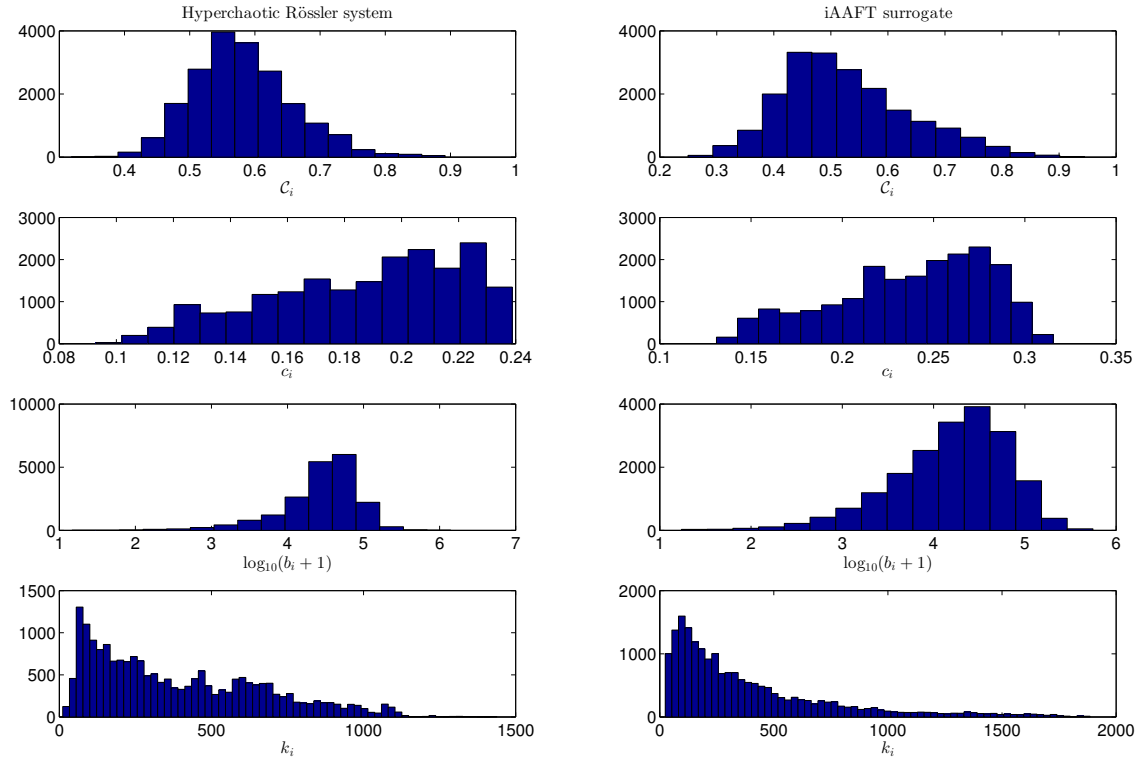 Hyperchaotic Rössler system
iAAFT surrogate
4000
2000
0
0.4 0.5 0.6 0.7 0.8 0.9 1
C_i
4000
2000
0
0.2 0.3 0.4 0.5 0.6 0.7 0.8 0.9 1
C_i
3000
2000
1000
0
0.08 0.1 0.12 0.14 0.16 0.18 0.2 0.22 0.24
c_i
3000
2000
1000
0
0.1 0.15 0.2 0.25 0.3 0.35
c_i
10000
5000
0
1 2 3 4 5 6 7
log₁₀(b_i + 1)
4000
2000
0
1 2 3 4 5 6
log₁₀(b_i + 1)
1500
1000
500
0
0 500 1000 1500
k_i
2000
1000
0
0 500 1000 1500 2000
k_i